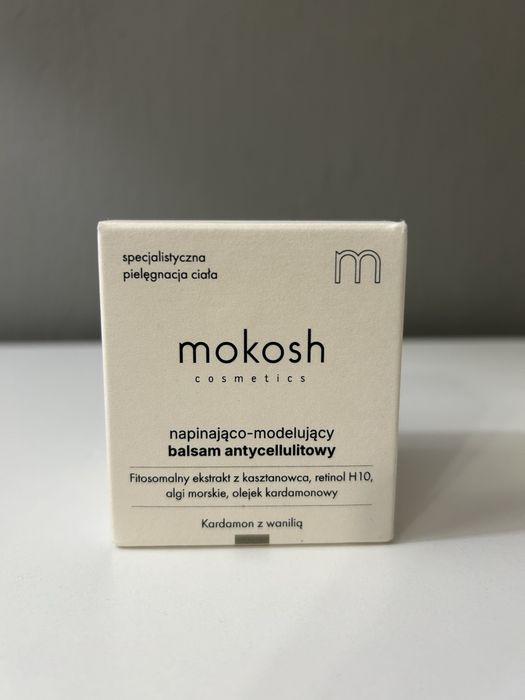 specjalistyczna
pielęgnacja ciała
m
mokosh
cosmetics
napinająco-modelujący
balsam antycellulitowy
Fitosomalny ekstrakt z kasztanowca, retinol H10,
algi morskie, olejek kardamonowy
Kardamon z wanilią